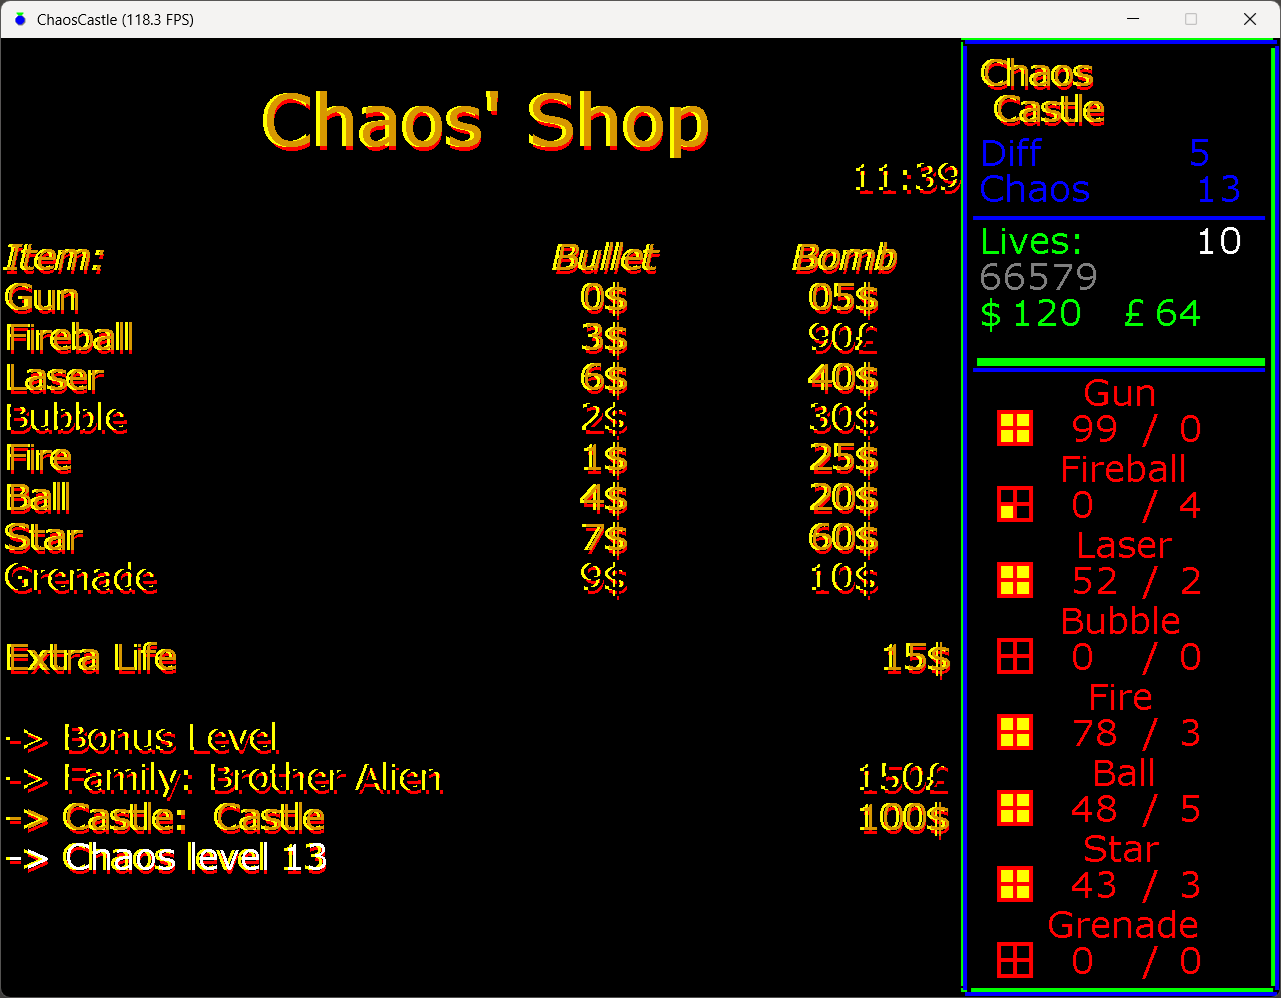 ChaosCastle (118.3 FPS)
Chaos' Shop
11:39
Item: Bullet Bomb
Gun 0$ 05$
Fireball 3$ 90£
Laser 6$ 40$
Bubble 2$ 30$
Fire 1$ 25$
Ball 4$ 20$
Star 7$ 60$
Grenade 9$ 10$
Extra Life 15$
-> Bonus Level
-> Family: Brother Alien 150£
-> Castle: Castle 100$
-> Chaos level 13
Chaos
Castle
Diff 5
Chaos 13
Lives: 10
66579
$ 120 £ 64
Gun
99 / 0
Fireball
0 / 4
Laser
52 / 2
Bubble
0 / 0
Fire
78 / 3
Ball
48 / 5
Star
43 / 3
Grenade
0 / 0